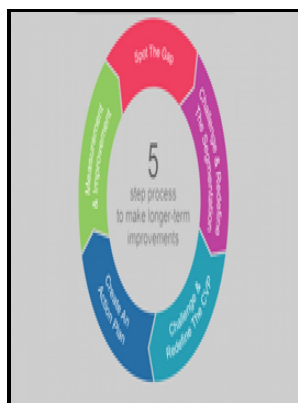 Spot The Gap
Challenge & Redefine
The Segmentation
Challenge &
Redefine The CVP
Create An
Action Plan
Measurement
& Improvement
5
step process
to make longer-term
improvements